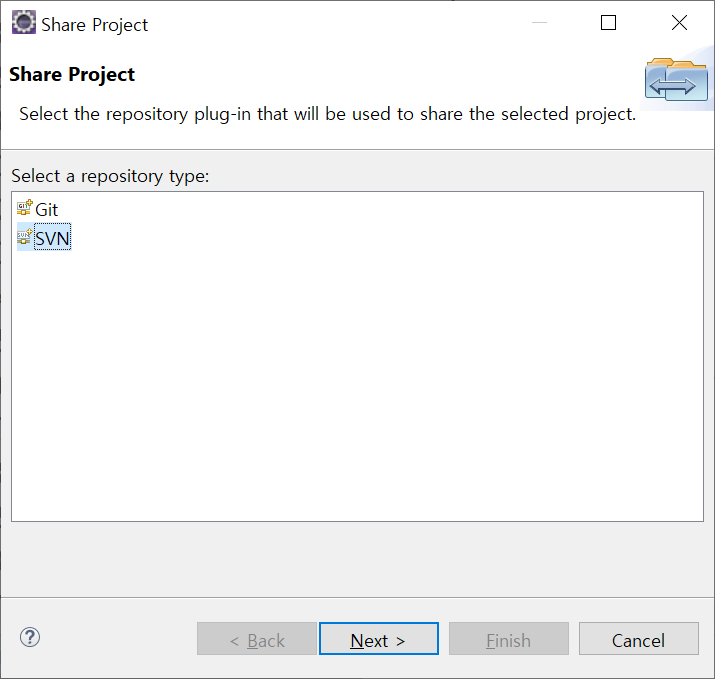 Share Project
Share Project
Select the repository plug-in that will be used to share the selected project.
Select a repository type:
Git
SVN
?
< Back
Next >
Finish
Cancel